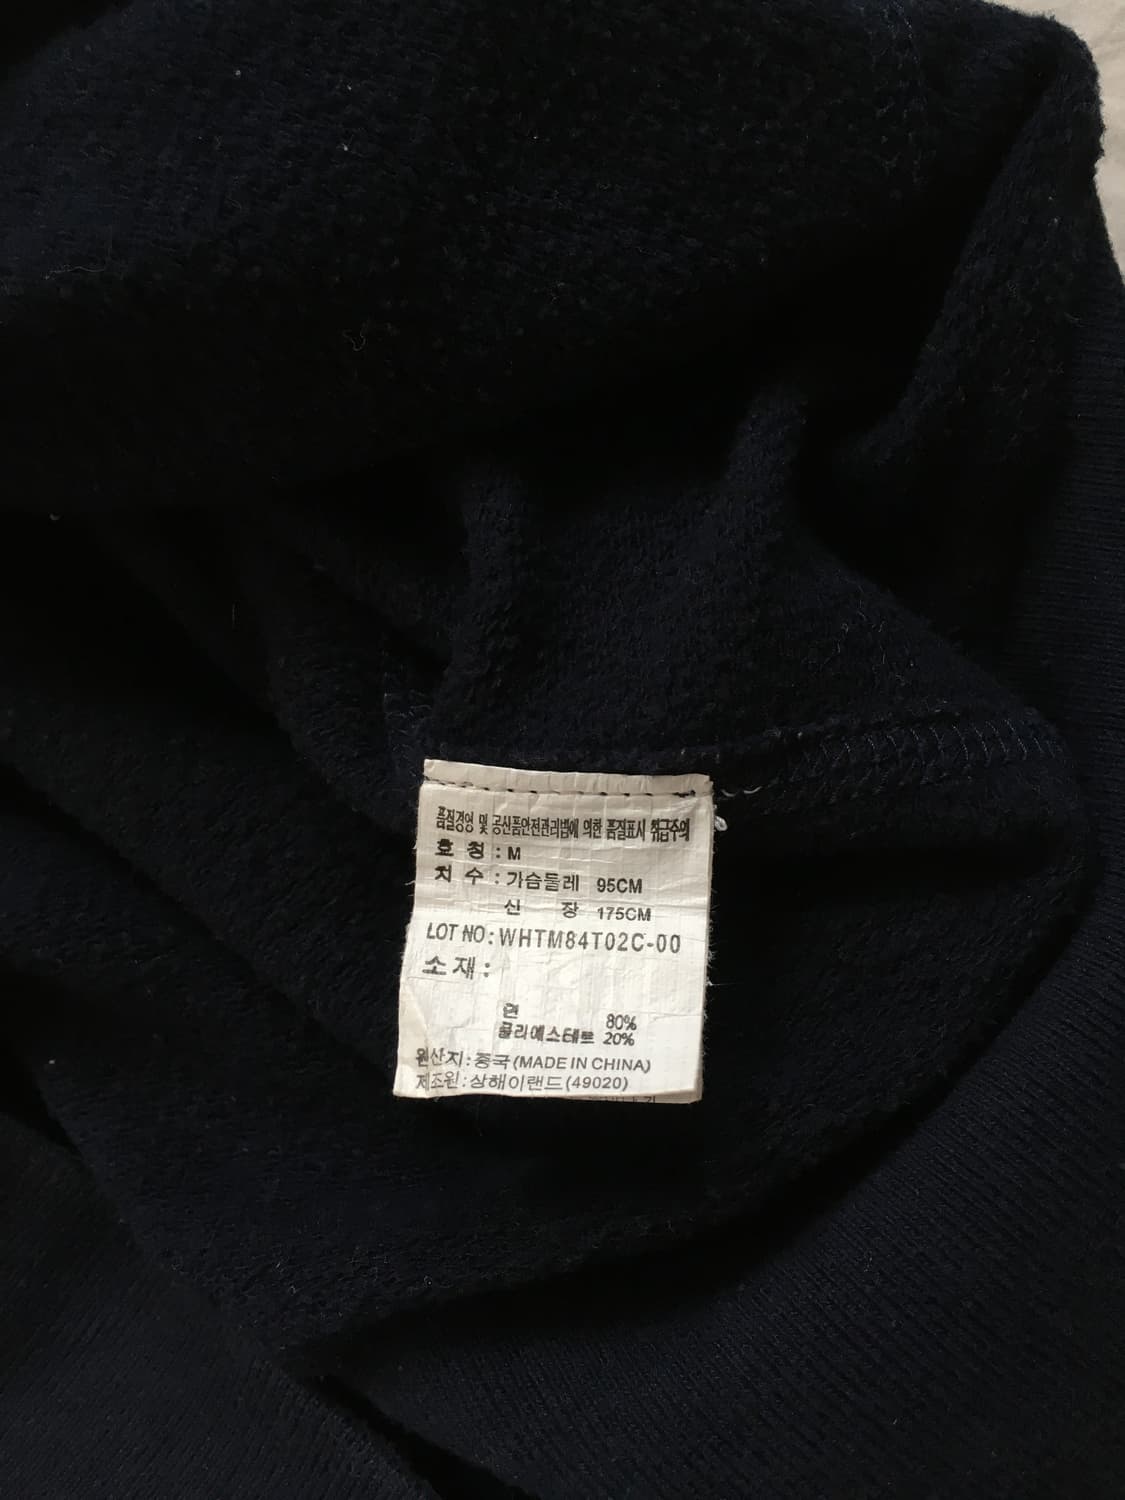 품질경영 및 공산품안전관리법에 의한 품질표시 취급주의
호 칭 : M
치 수 : 가슴둘레 95CM
신 장 175CM
LOT NO: WHTM84T02C-00
소 재 :
면 80%
폴리에스테르 20%
원산지 : 중국 (MADE IN CHINA)
제조원 : 상해이랜드 (49020)